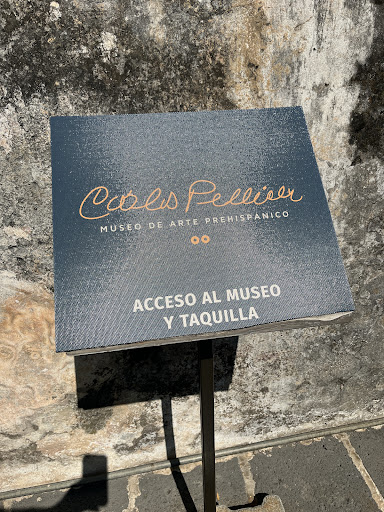 Carlos Pellicer
MUSEO DE ARTE PREHISPÁNICO
ACCESO AL MUSEO
Y TAQUILLA